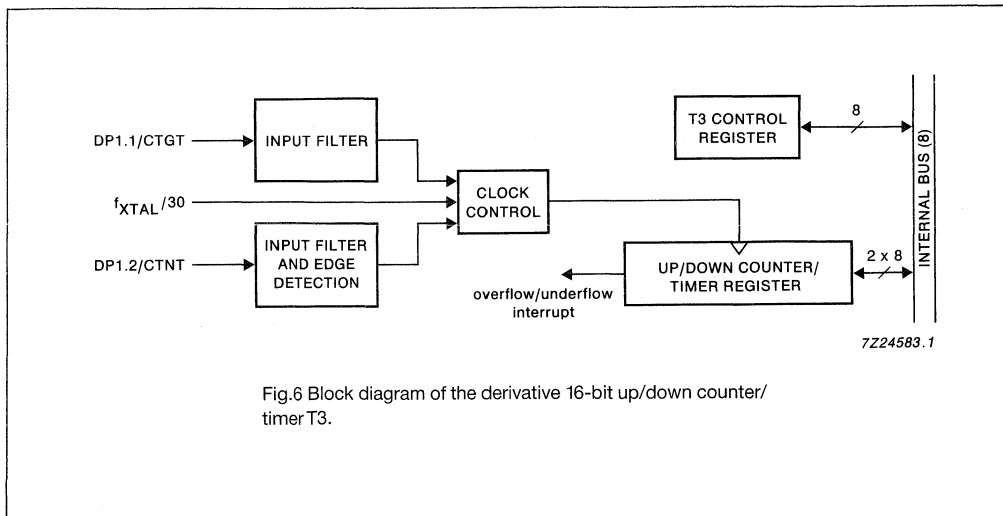 DP1.1/CTGT
INPUT FILTER
fXTAL/30
DP1.2/CTNT
INPUT FILTER
AND EDGE
DETECTION
CLOCK
CONTROL
T3 CONTROL
REGISTER
8
UP/DOWN COUNTER/
TIMER REGISTER
2 x 8
overflow/underflow
interrupt
INTERNAL BUS (8)
7Z24583.1
Fig.6 Block diagram of the derivative 16-bit up/down counter/
timer T3.